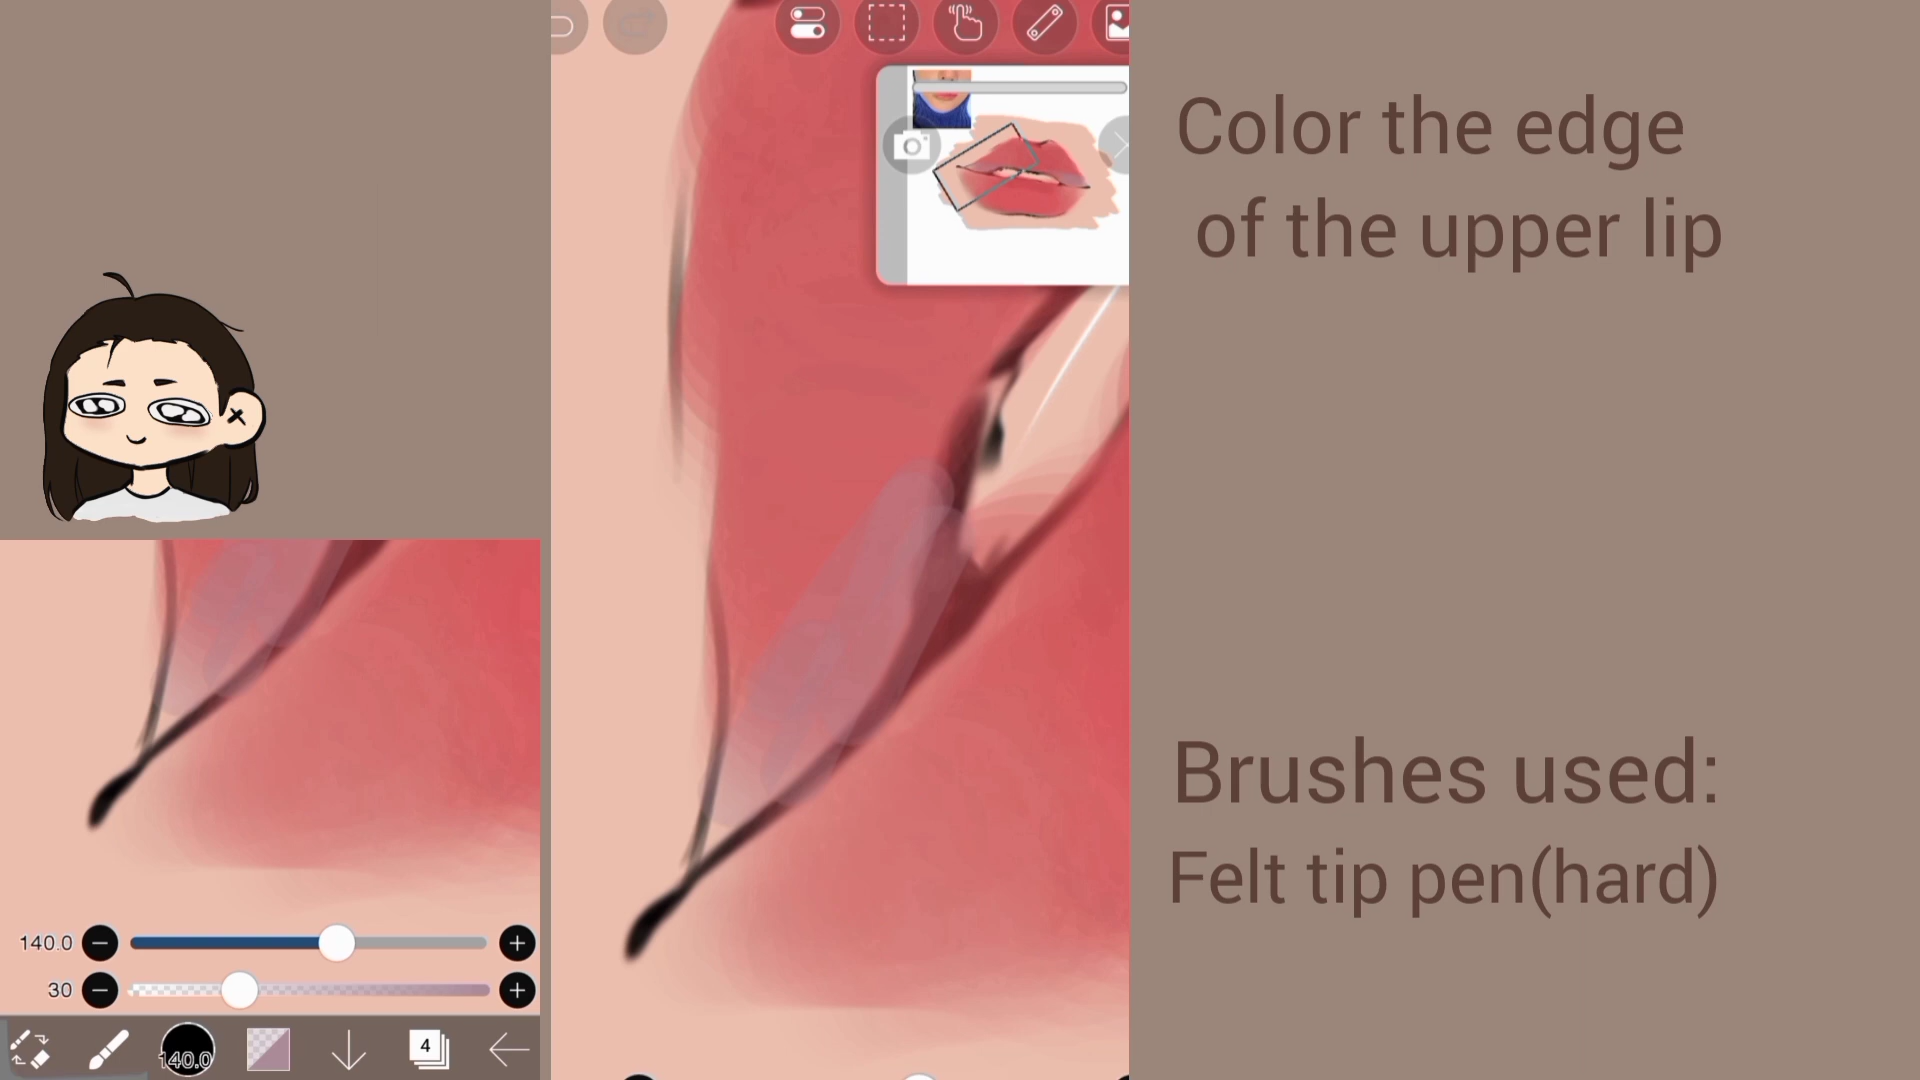 Color the edge
of the upper lip
Brushes used:
Felt tip pen(hard)
140.0
30
140.0
4